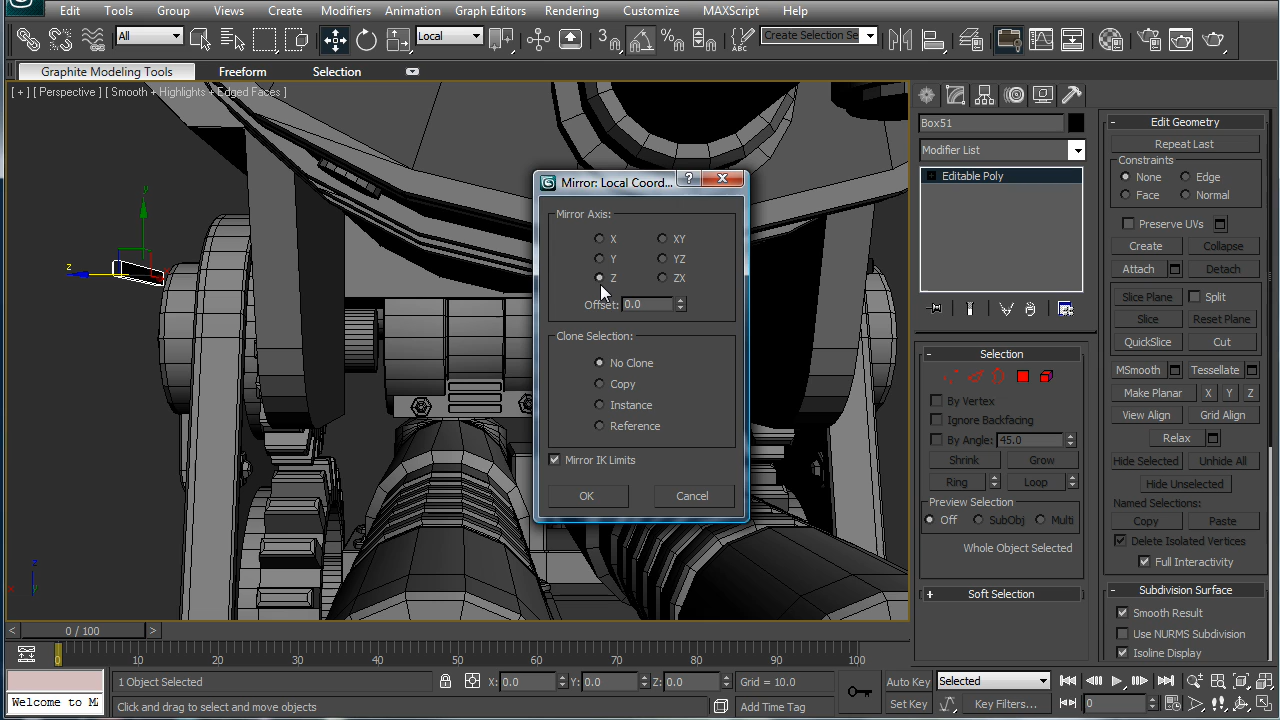 Edit Tools Group Views Create Modifiers Animation Graph Editors Rendering Customize MAXScript Help
All Local 3 Create Selection Se
Graphite Modeling Tools Freeform Selection
[ + ] [ Perspective ] [ Smooth + Highlights + Edged Faces ]
y
z
z
x
y
Mirror: Local Coord...
Mirror Axis:
X XY
Y YZ
Z ZX
Offset: 0.0
Clone Selection:
No Clone
Copy
Instance
Reference
Mirror IK Limits
OK Cancel
Box51
Modifier List
Editable Poly
Selection
By Vertex
Ignore Backfacing
By Angle: 45.0
Shrink Grow
Ring Loop
Preview Selection
Off SubObj Multi
Whole Object Selected
Soft Selection
Edit Geometry
Repeat Last
Constraints
None Edge
Face Normal
Preserve UVs
Create Collapse
Attach Detach
Slice Plane Split
Slice Reset Plane
QuickSlice Cut
MSmooth Tessellate
Make Planar X Y Z
View Align Grid Align
Relax
Hide Selected Unhide All
Hide Unselected
Named Selections:
Copy Paste
Delete Isolated Vertices
Full Interactivity
Subdivision Surface
Smooth Result
Use NURMS Subdivision
Isoline Display
< 0 / 100 >
0 10 20 30 40 50 60 70 80 90 100
1 Object Selected X: 0.0 Y: 0.0 Z: 0.0 Grid = 10.0 Auto Key Selected
Welcome to M Click and drag to select and move objects Add Time Tag Set Key Key Filters... 0